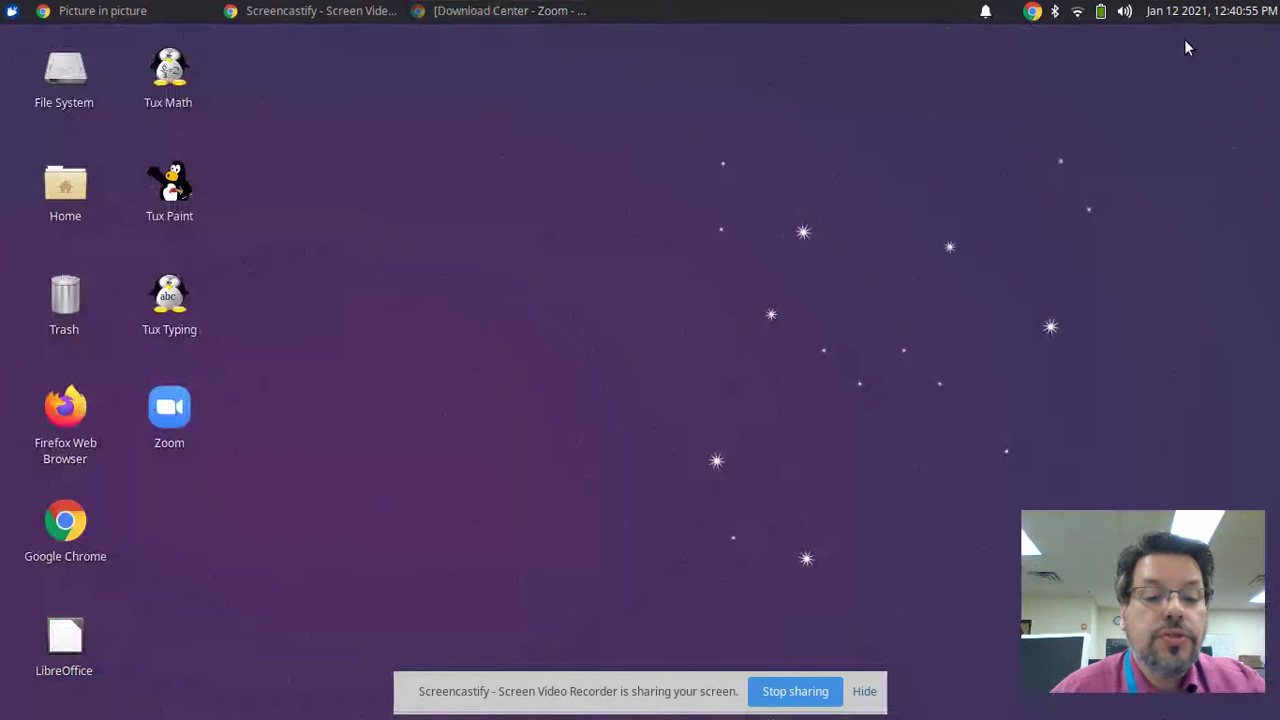 Picture in picture
Screencastify - Screen Vide...
[Download Center - Zoom - ...
Jan 12 2021, 12:40:55 PM
File System
Tux Math
Home
Tux Paint
Trash
abc
Tux Typing
Firefox Web
Browser
Zoom
Google Chrome
LibreOffice
Screencastify - Screen Video Recorder is sharing your screen.
Stop sharing
Hide